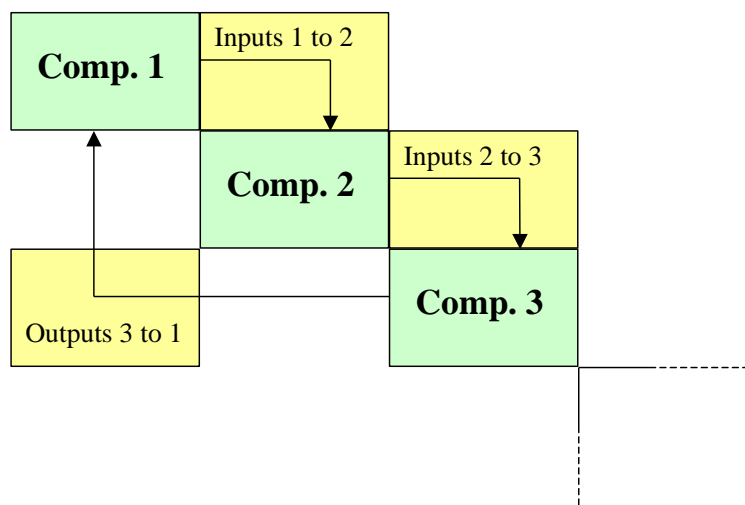 Comp. 1
Inputs 1 to 2
Comp. 2
Inputs 2 to 3
Outputs 3 to 1
Comp. 3